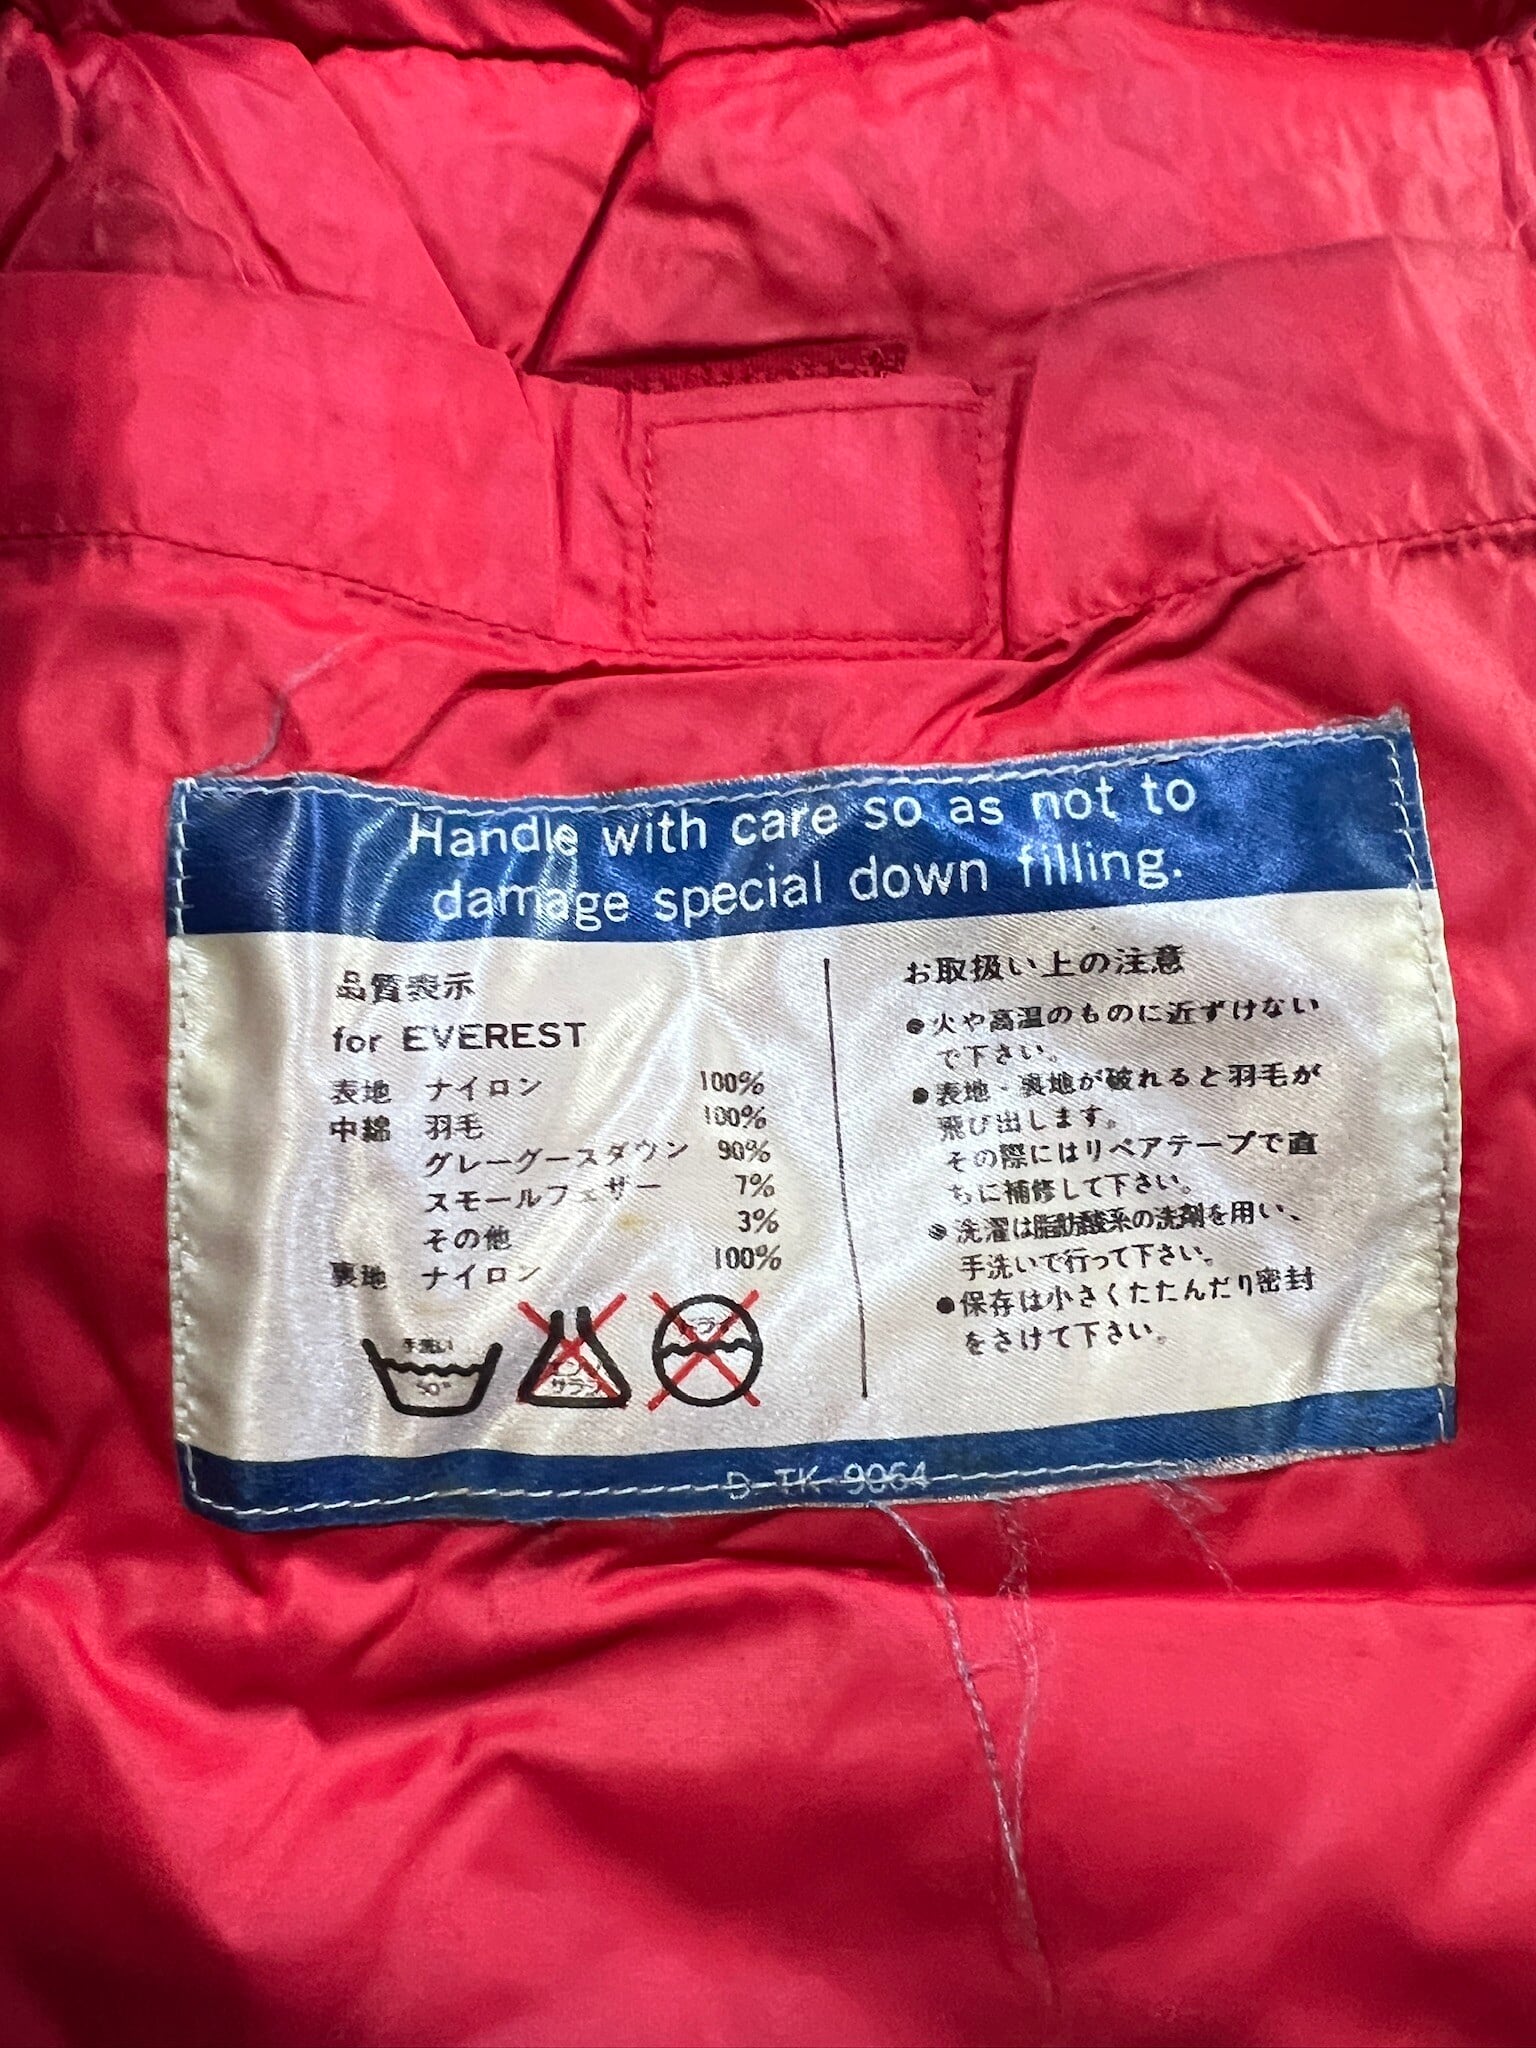 Handle with care so as not to
damage special down filling.
品質表示
for EVEREST
表地 ナイロン 100%
中綿 羽毛 100%
グレーグースダウン 90%
スモールフェザー 7%
その他 3%
裏地 ナイロン 100%
手洗い
サラシ
お取扱い上の注意
●火や高温のものに近ずけない
で下さい。
●表地・裏地が破れると羽毛が
飛び出します。
その際にはリペアテープで直
ちに補修して下さい。
●洗濯は脂肪酸系の洗剤を用い、
手洗いで行って下さい。
●保存は小さくたたんだり密封
をさけて下さい。
D-TK-9064